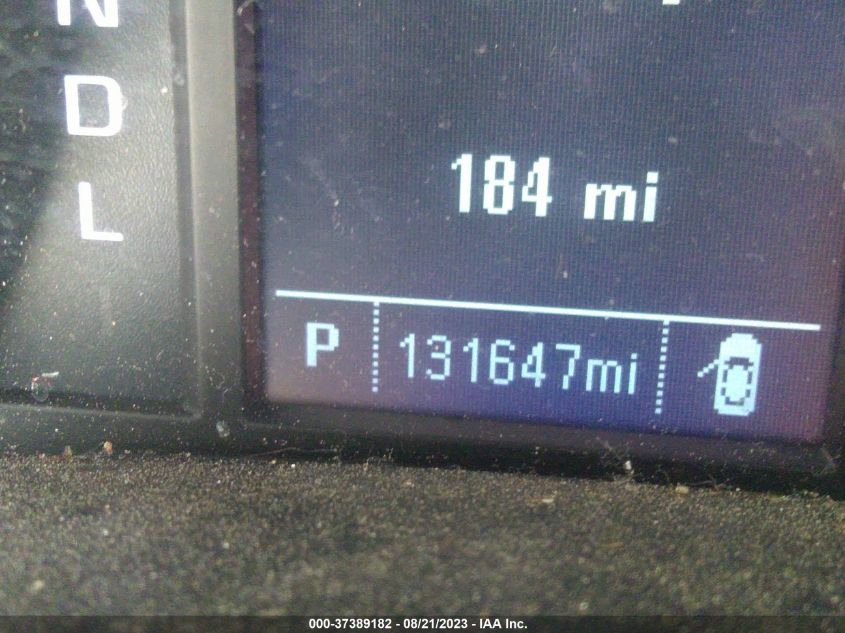 N
D
L
184 mi
P 131647mi
000-37389182 - 08/21/2023 - IAA Inc.